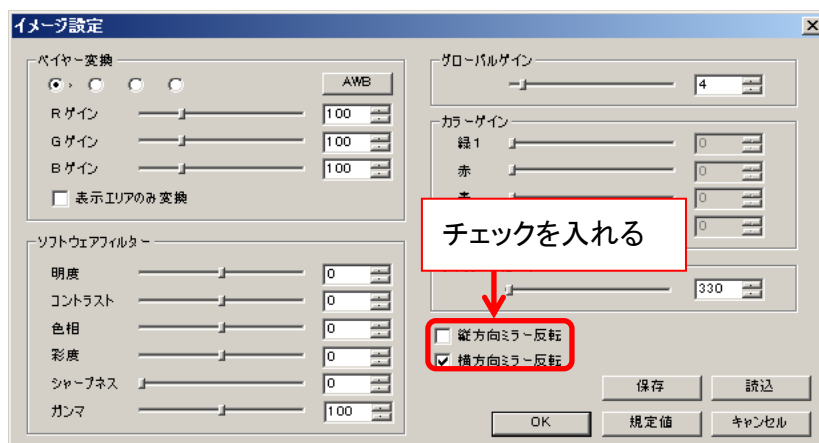 イメージ設定
ベイヤー変換
AWB
Rゲイン 100
Gゲイン 100
Bゲイン 100
表示エリアのみ変換
ソフトウェアフィルター
明度 0
コントラスト 0
色相 0
彩度 0
シャープネス 0
ガンマ 100
グローバルゲイン
4
カラーゲイン
緑1 0
赤 0
0
0
チェックを入れる
330
縦方向ミラー反転
横方向ミラー反転
保存 読込
OK 規定値 キャンセル